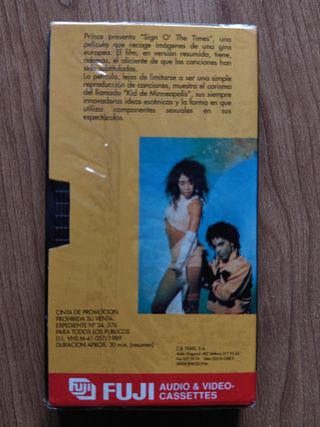 Prince presenta "Sign O' The Times", una
película que recoge imágenes de una gira
europea. El film, en versión resumida, tiene,
además, el aliciente de que las canciones han
sido subtituladas.
La película, lejos de limitarse a ser una simple
reproducción de canciones, muestra el carisma
del llamado "Kid de Minneapolis", sus siempre
innovadoras ideas escénicas y la forma en que
utiliza componentes sexuales en sus
espectáculos.
CINTA DE PROMOCION
PROHIBIDA SU VENTA
EXPEDIENTE Nº 34.576
PARA TODOS LOS PUBLICOS
D.L. VNS M-41.057/1989
DURACION APROX. 30 min. (resumen)
C.B. FILMS, S.A.
FUJI
FUJI AUDIO & VIDEO-
CASSETTES